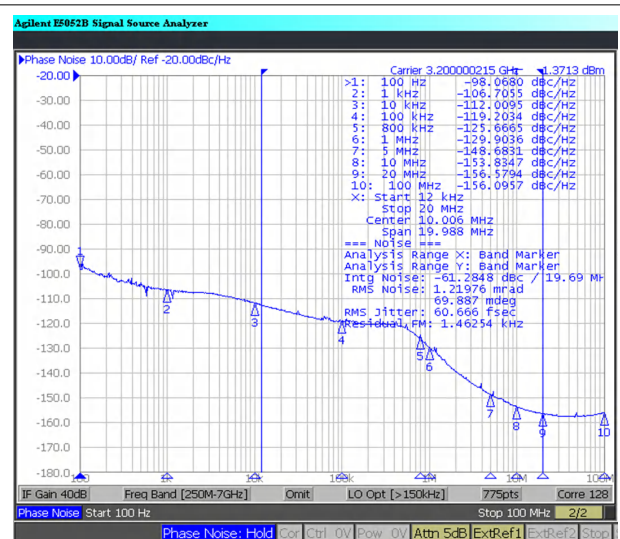 Agilent E5052B Signal Source Analyzer
▶Phase Noise 10.00dB/ Ref -20.00dBc/Hz
Carrier 3.200000215 GHz 1.3713 dBm
-20.00
>1: 100 Hz -98.0680 dBc/Hz
2: 1 kHz -106.7055 dBc/Hz
-30.00
3: 10 kHz -112.0095 dBc/Hz
4: 100 kHz -119.2034 dBc/Hz
-40.00
5: 800 kHz -125.6665 dBc/Hz
6: 1 MHz -129.9036 dBc/Hz
-50.00
7: 5 MHz -148.6831 dBc/Hz
8: 10 MHz -153.8347 dBc/Hz
-60.00
9: 20 MHz -156.5794 dBc/Hz
10: 100 MHz -156.0957 dBc/Hz
X: Start 12 kHz
-70.00
Stop 20 MHz
Center 10.006 MHz
-80.00
Span 19.988 MHz
=== Noise ===
-90.00
Analysis Range X: Band Marker
Analysis Range Y: Band Marker
-100.0
Intg Noise: -61.2848 dBc / 19.69 MH
RMS Noise: 1.21976 mrad
-110.0
69.887 mdeg
RMS Jitter: 60.666 fsec
-120.0
Residual FM: 1.46254 kHz
-130.0
-140.0
-150.0
-160.0
-170.0
-180.0
1 2 3 4 5 6 7 8 9 10
100 1k 10k 100k 1M 10M 100M
IF Gain 40dB Freq Band [250M-7GHz] Omit LO Opt [>150kHz] 775pts Corre 128
Phase Noise Start 100 Hz Stop 100 MHz 2/2
Phase Noise: Hold Cor Ctrl 0V Pow 0V Attn 5dB ExtRef1 ExtRef2 Stop